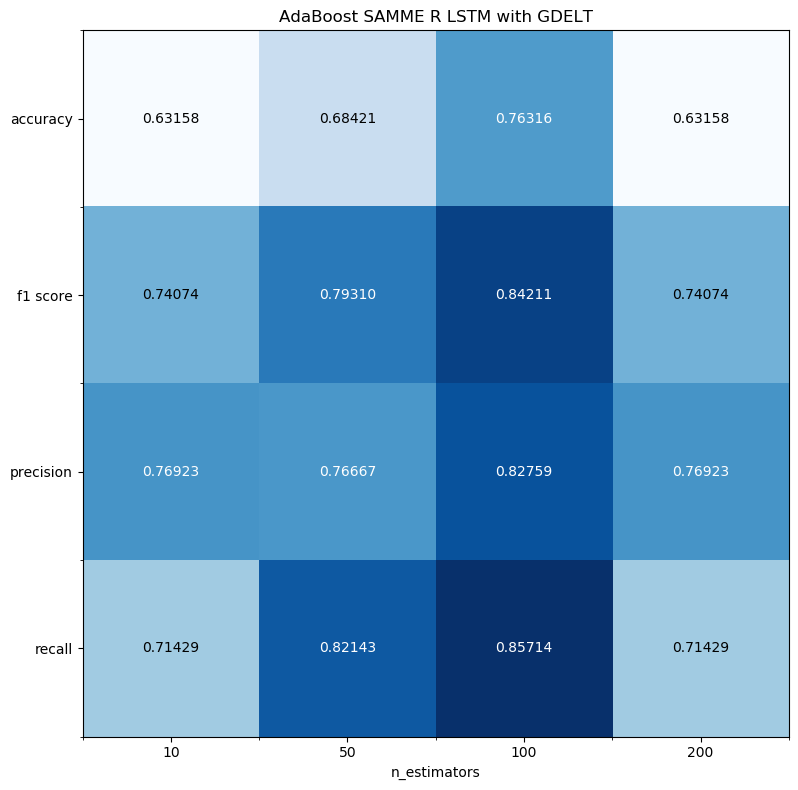 AdaBoost SAMME R LSTM with GDELT
accuracy 0.63158 0.68421 0.76316 0.63158
f1 score 0.74074 0.79310 0.84211 0.74074
precision 0.76923 0.76667 0.82759 0.76923
recall 0.71429 0.82143 0.85714 0.71429
10 50 100 200
n_estimators